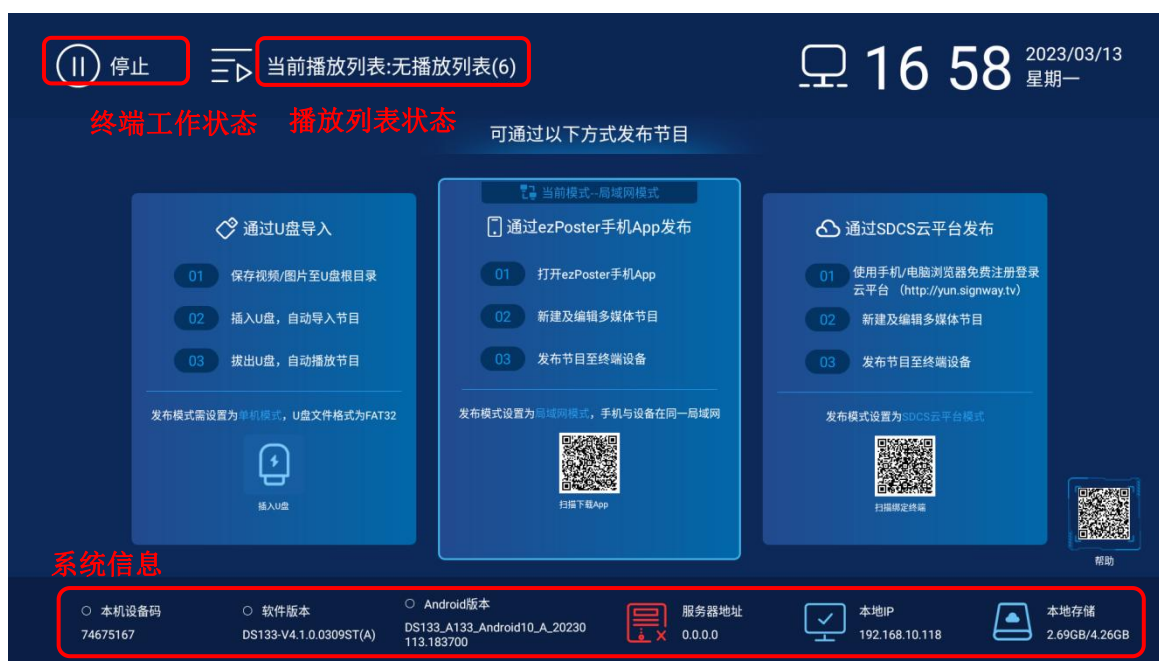 停止
当前播放列表:无播放列表(6)
16 58
2023/03/13
星期一
终端工作状态
播放列表状态
可通过以下方式发布节目
通过U盘导入
01 保存视频/图片至U盘根目录
02 插入U盘，自动导入节目
03 拔出U盘，自动播放节目
发布模式需设置为单机模式，U盘文件格式为FAT32
插入U盘
当前模式--局域网模式
通过ezPoster手机App发布
01 打开ezPoster手机App
02 新建及编辑多媒体节目
03 发布节目至终端设备
发布模式设置为局域网模式，手机与设备在同一局域网
扫描下载App
通过SDCS云平台发布
01 使用手机/电脑浏览器免费注册登录
云平台 （http://yun.signway.tv）
02 新建及编辑多媒体节目
03 发布节目至终端设备
发布模式设置为SDCS云平台模式
扫描绑定终端
帮助
系统信息
本机设备码
74675167
软件版本
DS133-V4.1.0.0309ST(A)
Android版本
DS133_A133_Android10_A_20230
113.183700
服务器地址
0.0.0.0
本地IP
192.168.10.118
本地存储
2.69GB/4.26GB